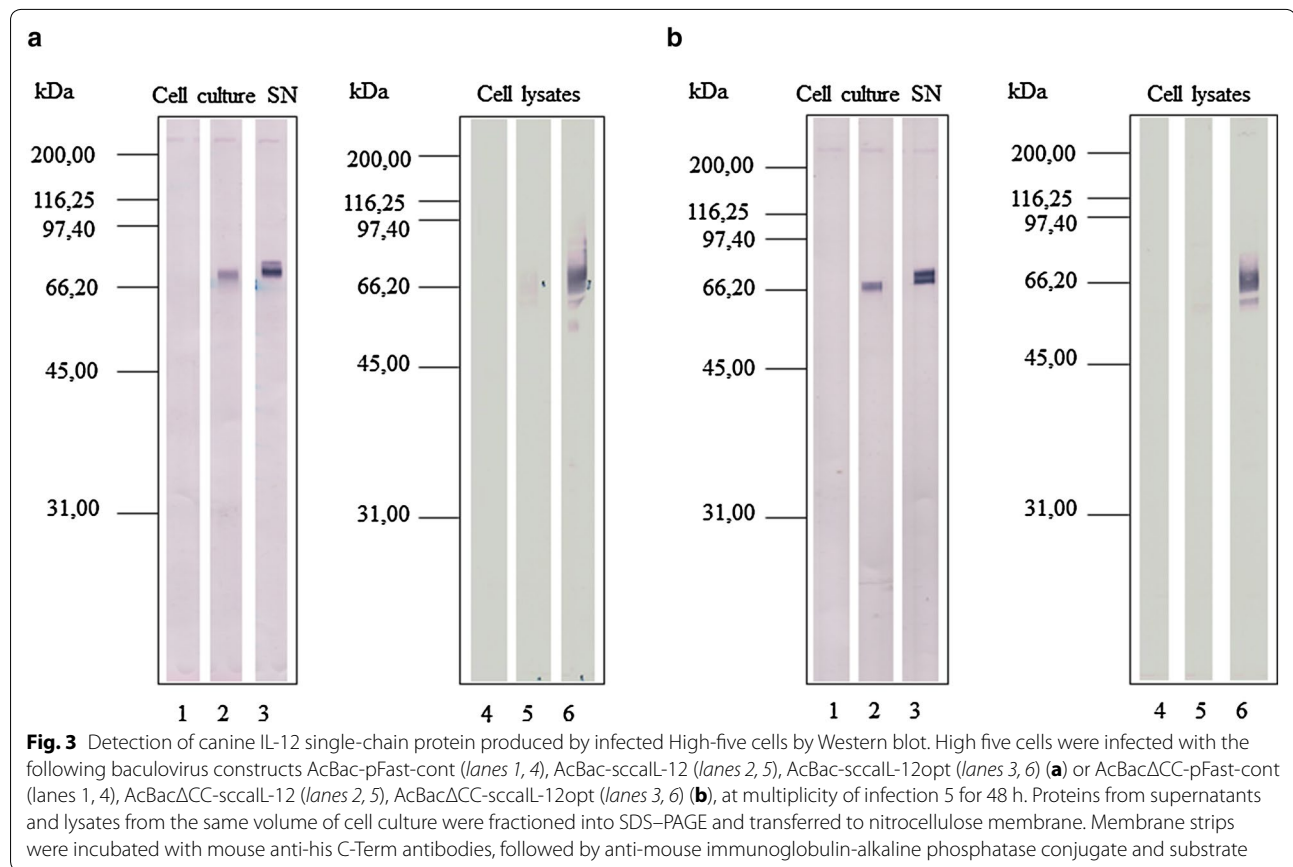 a
b
kDa Cell culture SN kDa Cell lysates kDa Cell culture SN kDa Cell lysates
200,00 200,00 200,00 200,00
116,25 116,25 116,25 116,25
97,40 97,40 97,40 97,40
66,20 66,20 66,20 66,20
45,00 45,00 45,00 45,00
31,00 31,00 31,00 31,00
1 2 3 4 5 6 1 2 3 4 5 6
Fig. 3 Detection of canine IL-12 single-chain protein produced by infected High-five cells by Western blot. High five cells were infected with the
following baculovirus constructs AcBac-pFast-cont (lanes 1, 4), AcBac-sccaIL-12 (lanes 2, 5), AcBac-sccaIL-12opt (lanes 3, 6) (a) or AcBacΔCC-pFast-cont
(lanes 1, 4), AcBacΔCC-sccaIL-12 (lanes 2, 5), AcBacΔCC-sccaIL-12opt (lanes 3, 6) (b), at multiplicity of infection 5 for 48 h. Proteins from supernatants
and lysates from the same volume of cell culture were fractioned into SDS–PAGE and transferred to nitrocellulose membrane. Membrane strips
were incubated with mouse anti-his C-Term antibodies, followed by anti-mouse immunoglobulin-alkaline phosphatase conjugate and substrate